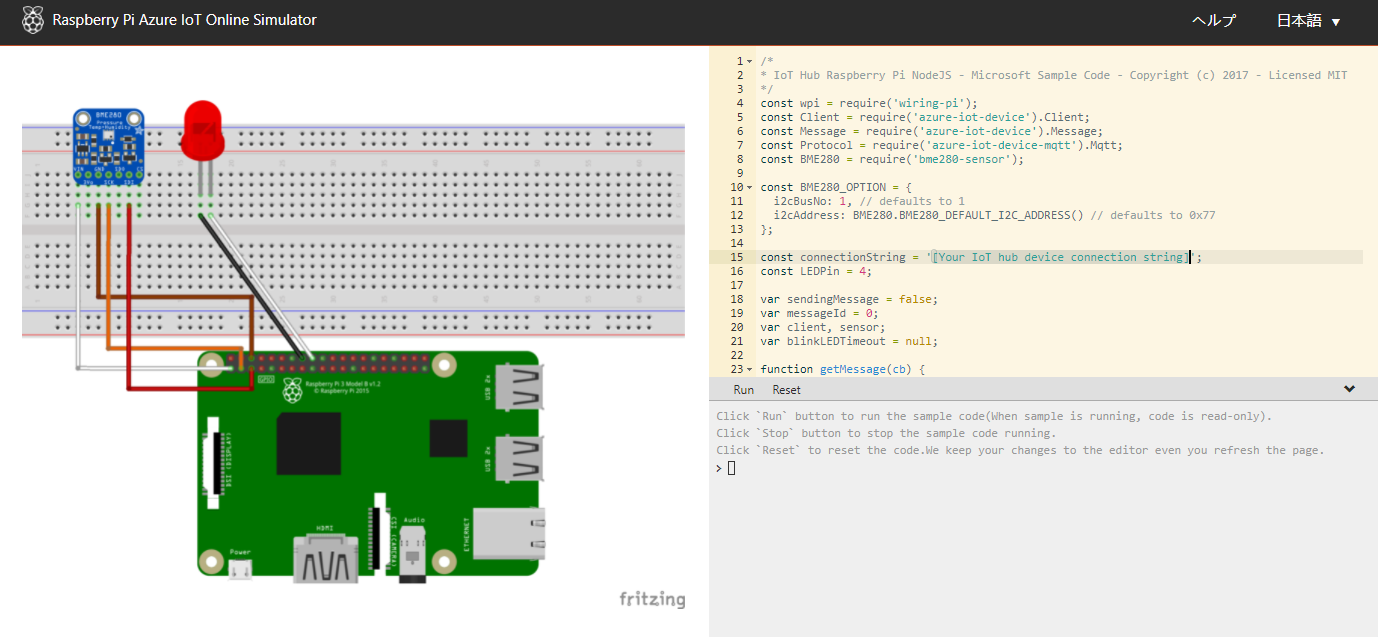 Raspberry Pi Azure IoT Online Simulator
ヘルプ
日本語 ▼
BME280
Pressure
Temp+Humidity
GPIO
Raspberry Pi 3 Model B v1.2
© Raspberry Pi 2015
USB 2x
USB 2x
DSI (DISPLAY)
CSI (CAMERA)
HDMI
Audio
ETHERNET
Power
fritzing
1 /*
2 * IoT Hub Raspberry Pi NodeJS - Microsoft Sample Code - Copyright (c) 2017 - Licensed MIT
3 */
4 const wpi = require('wiring-pi');
5 const Client = require('azure-iot-device').Client;
6 const Message = require('azure-iot-device').Message;
7 const Protocol = require('azure-iot-device-mqtt').Mqtt;
8 const BME280 = require('bme280-sensor');
9
10 const BME280_OPTION = {
11 i2cBusNo: 1, // defaults to 1
12 i2cAddress: BME280.BME280_DEFAULT_I2C_ADDRESS() // defaults to 0x77
13 };
14
15 const connectionString = '[Your IoT hub device connection string]';
16 const LEDPin = 4;
17
18 var sendingMessage = false;
19 var messageId = 0;
20 var client, sensor;
21 var blinkLEDTimeout = null;
22
23 function getMessage(cb) {
Run Reset
Click `Run` button to run the sample code(When sample is running, code is read-only).
Click `Stop` button to stop the sample code running.
Click `Reset` to reset the code.We keep your changes to the editor even you refresh the page.
>